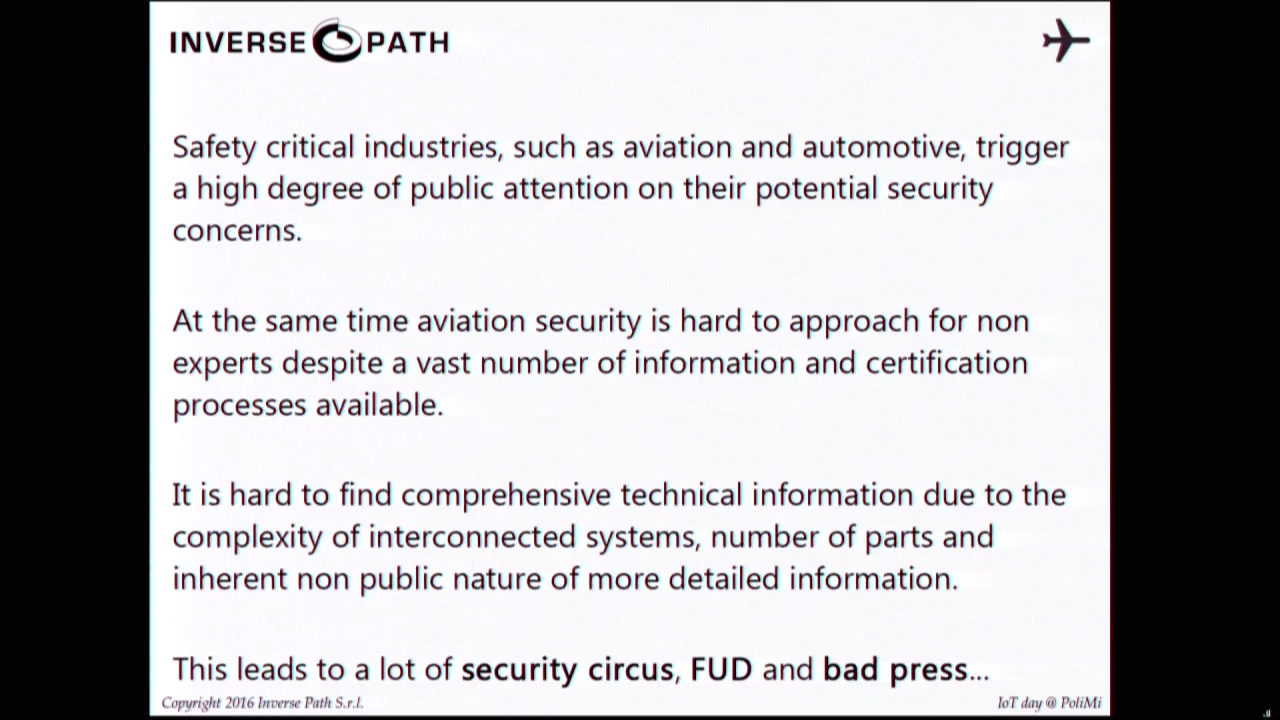 INVERSE PATH
Safety critical industries, such as aviation and automotive, trigger
a high degree of public attention on their potential security
concerns.
At the same time aviation security is hard to approach for non
experts despite a vast number of information and certification
processes available.
It is hard to find comprehensive technical information due to the
complexity of interconnected systems, number of parts and
inherent non public nature of more detailed information.
This leads to a lot of security circus, FUD and bad press...
Copyright 2016 Inverse Path S.r.l.
IoT day @ PoliMi